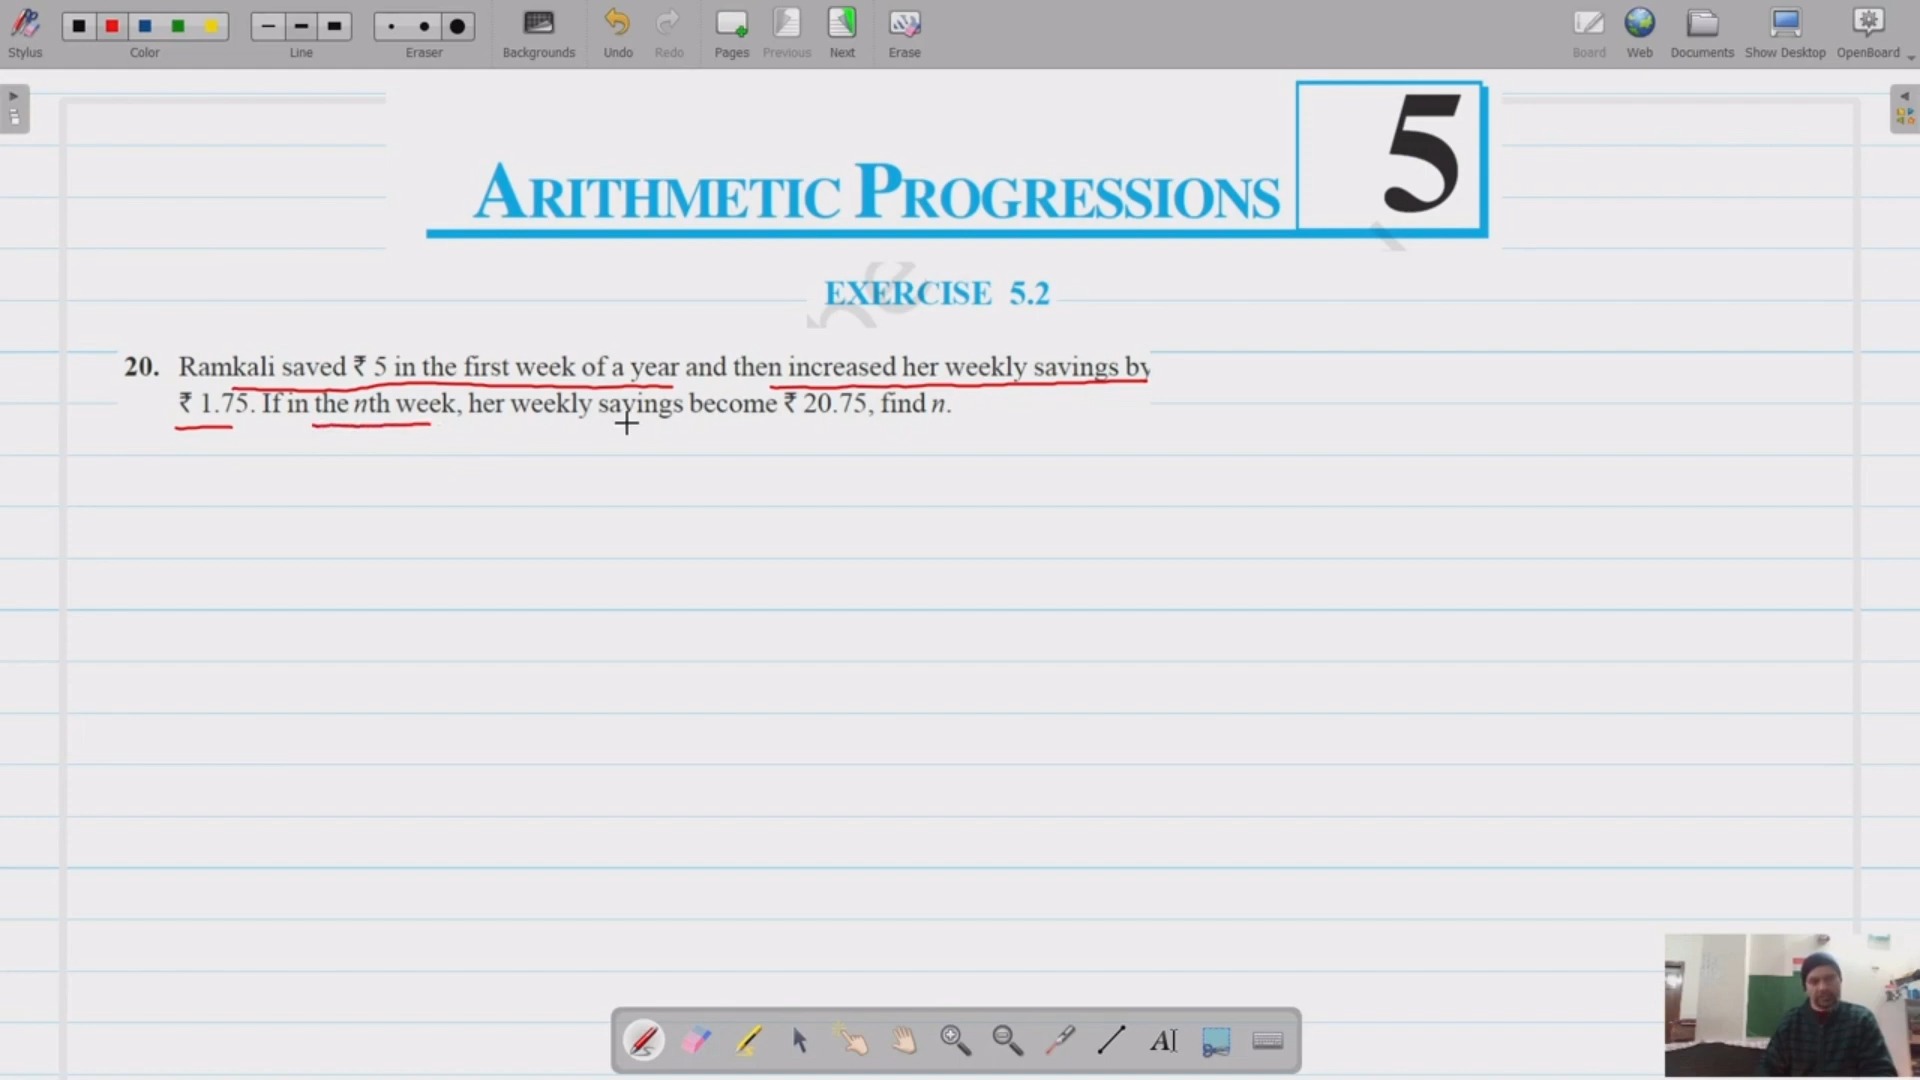 Stylus Color Line Eraser Backgrounds Undo Redo Pages Previous Next Erase Board Web Documents Show Desktop OpenBoard
ARITHMETIC PROGRESSIONS 5
EXERCISE 5.2
20. Ramkali saved ₹ 5 in the first week of a year and then increased her weekly savings by
₹ 1.75. If in the nth week, her weekly savings become ₹ 20.75, find n.
AI